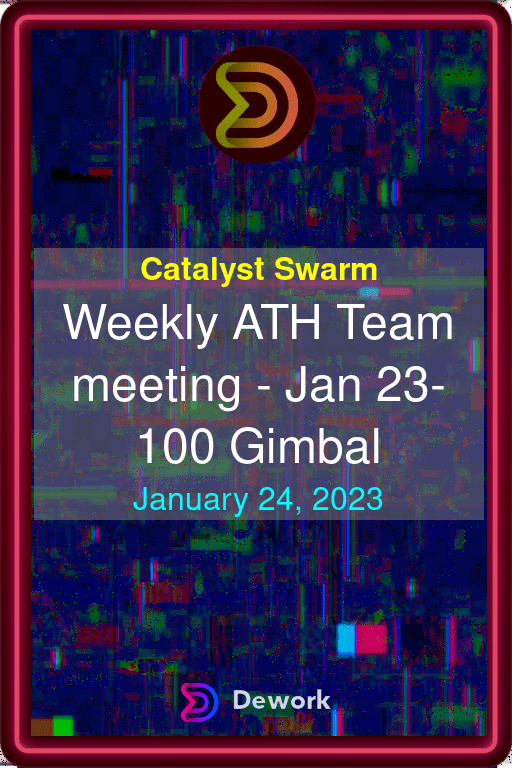 Catalyst Swarm
Weekly ATH Team
meeting - Jan 23-
100 Gimbal
January 24, 2023
Dework